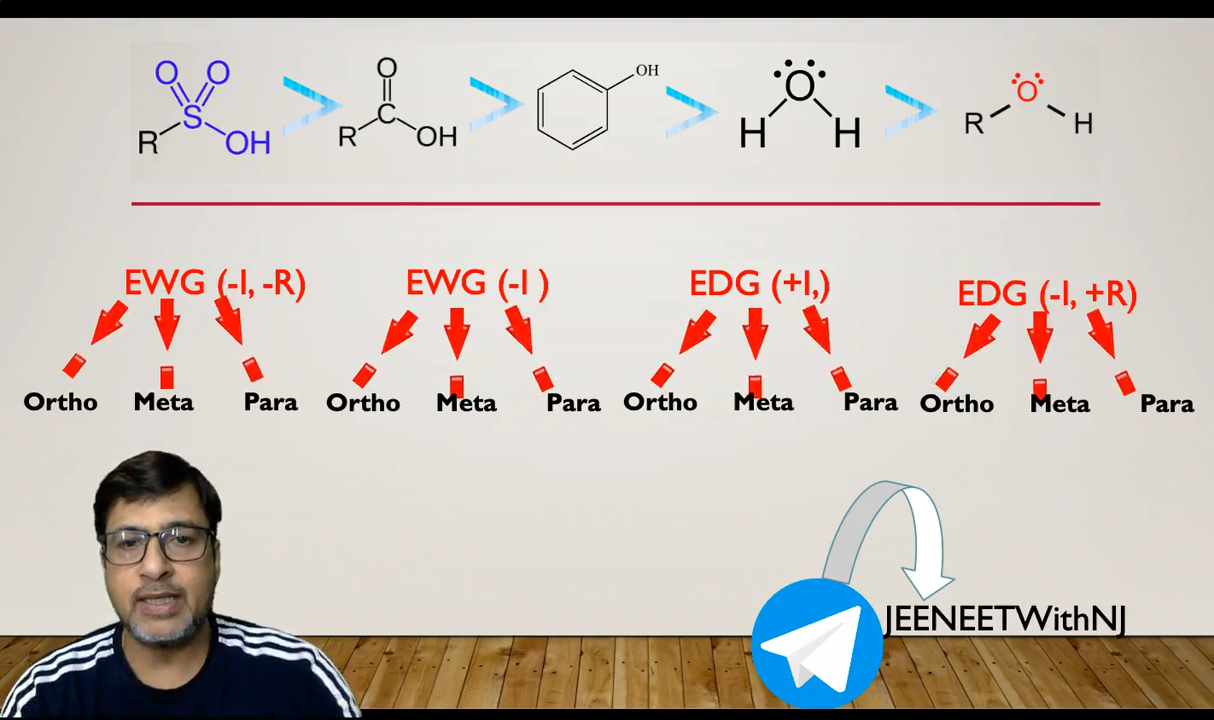 O O O OH O
R S OH R C OH H H R H
EWG (-I, -R) EWG (-I ) EDG (+I,) EDG (-I, +R)
Ortho Meta Para Ortho Meta Para Ortho Meta Para Ortho Meta Para
JEENEETWithNJ